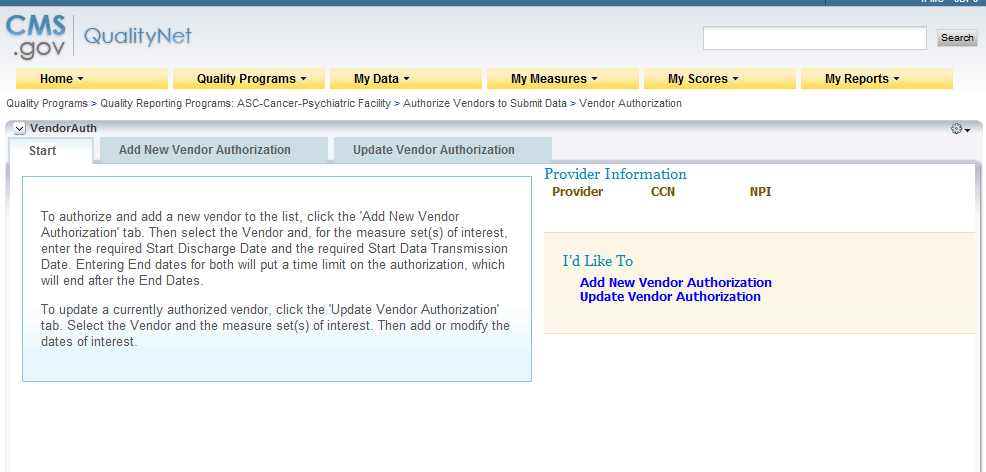 CMS
.gov
QualityNet
Search
Home
Quality Programs
My Data
My Measures
My Scores
My Reports
Quality Programs > Quality Reporting Programs: ASC-Cancer-Psychiatric Facility > Authorize Vendors to Submit Data > Vendor Authorization
VendorAuth
Start
Add New Vendor Authorization
Update Vendor Authorization
To authorize and add a new vendor to the list, click the 'Add New Vendor
Authorization' tab. Then select the Vendor and, for the measure set(s) of interest,
enter the required Start Discharge Date and the required Start Data Transmission
Date. Entering End dates for both will put a time limit on the authorization, which
will end after the End Dates.
To update a currently authorized vendor, click the 'Update Vendor Authorization'
tab. Select the Vendor and the measure set(s) of interest. Then add or modify the
dates of interest.
Provider Information
Provider CCN NPI
I'd Like To
Add New Vendor Authorization
Update Vendor Authorization